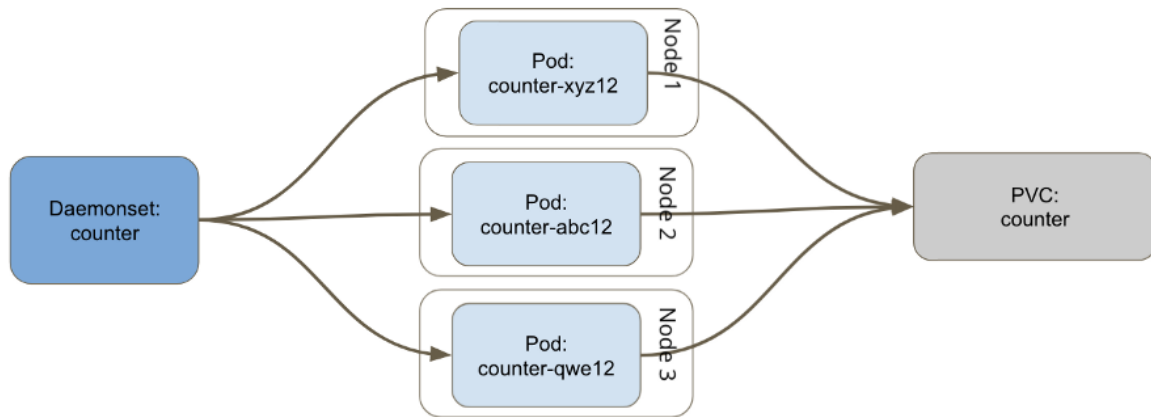 Daemonset:
counter
Pod:
counter-xyz12
Node 1
Pod:
counter-abc12
Node 2
Pod:
counter-qwe12
Node 3
PVC:
counter